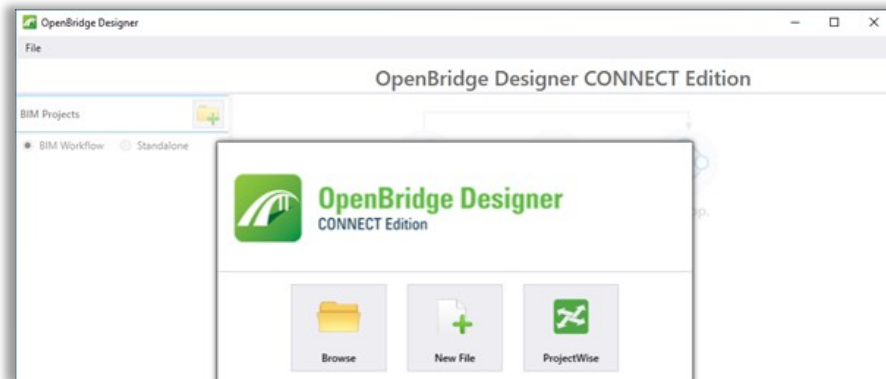 OpenBridge Designer
File
OpenBridge Designer CONNECT Edition
BIM Projects
BIM Workflow Standalone
OpenBridge Designer
CONNECT Edition
Browse New File ProjectWise